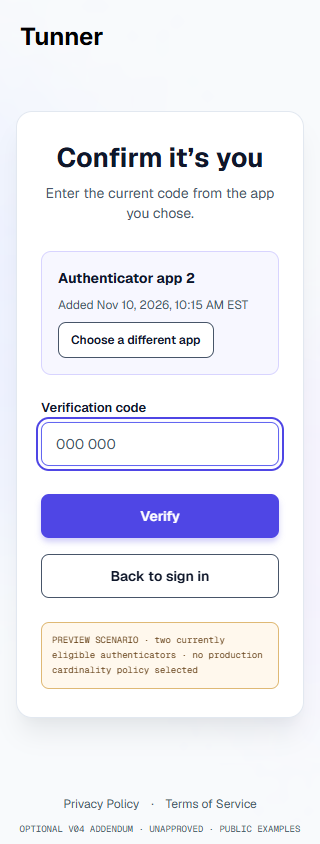 Tunner
Confirm it’s you
Enter the current code from the app
you chose.
Authenticator app 2
Added Nov 10, 2026, 10:15 AM EST
Choose a different app
Verification code
000 000
Verify
Back to sign in
PREVIEW SCENARIO · two currently
eligible authenticators · no production
cardinality policy selected
Privacy Policy · Terms of Service
OPTIONAL V04 ADDENDUM · UNAPPROVED · PUBLIC EXAMPLES